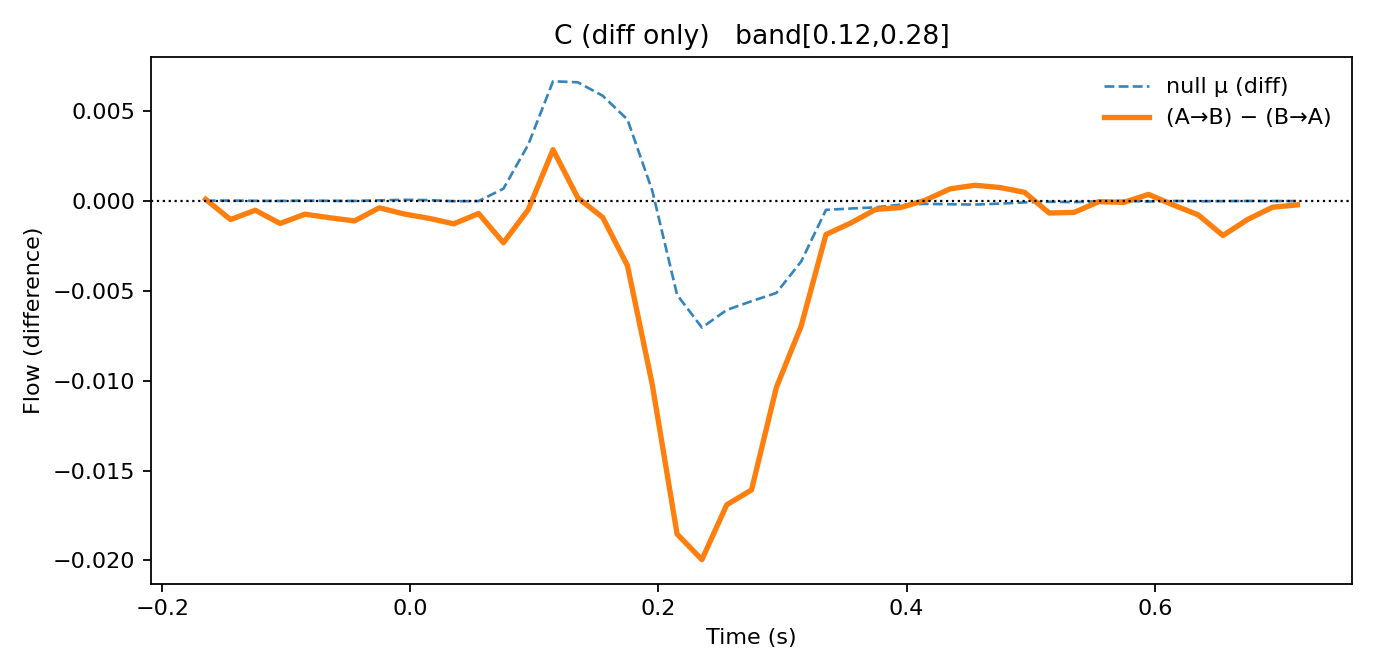 C (diff only)   band[0.12,0.28]
null μ (diff)
(A→B) − (B→A)
Flow (difference)
0.005
0.000
−0.005
−0.010
−0.015
−0.020
−0.2
0.0
0.2
0.4
0.6
Time (s)